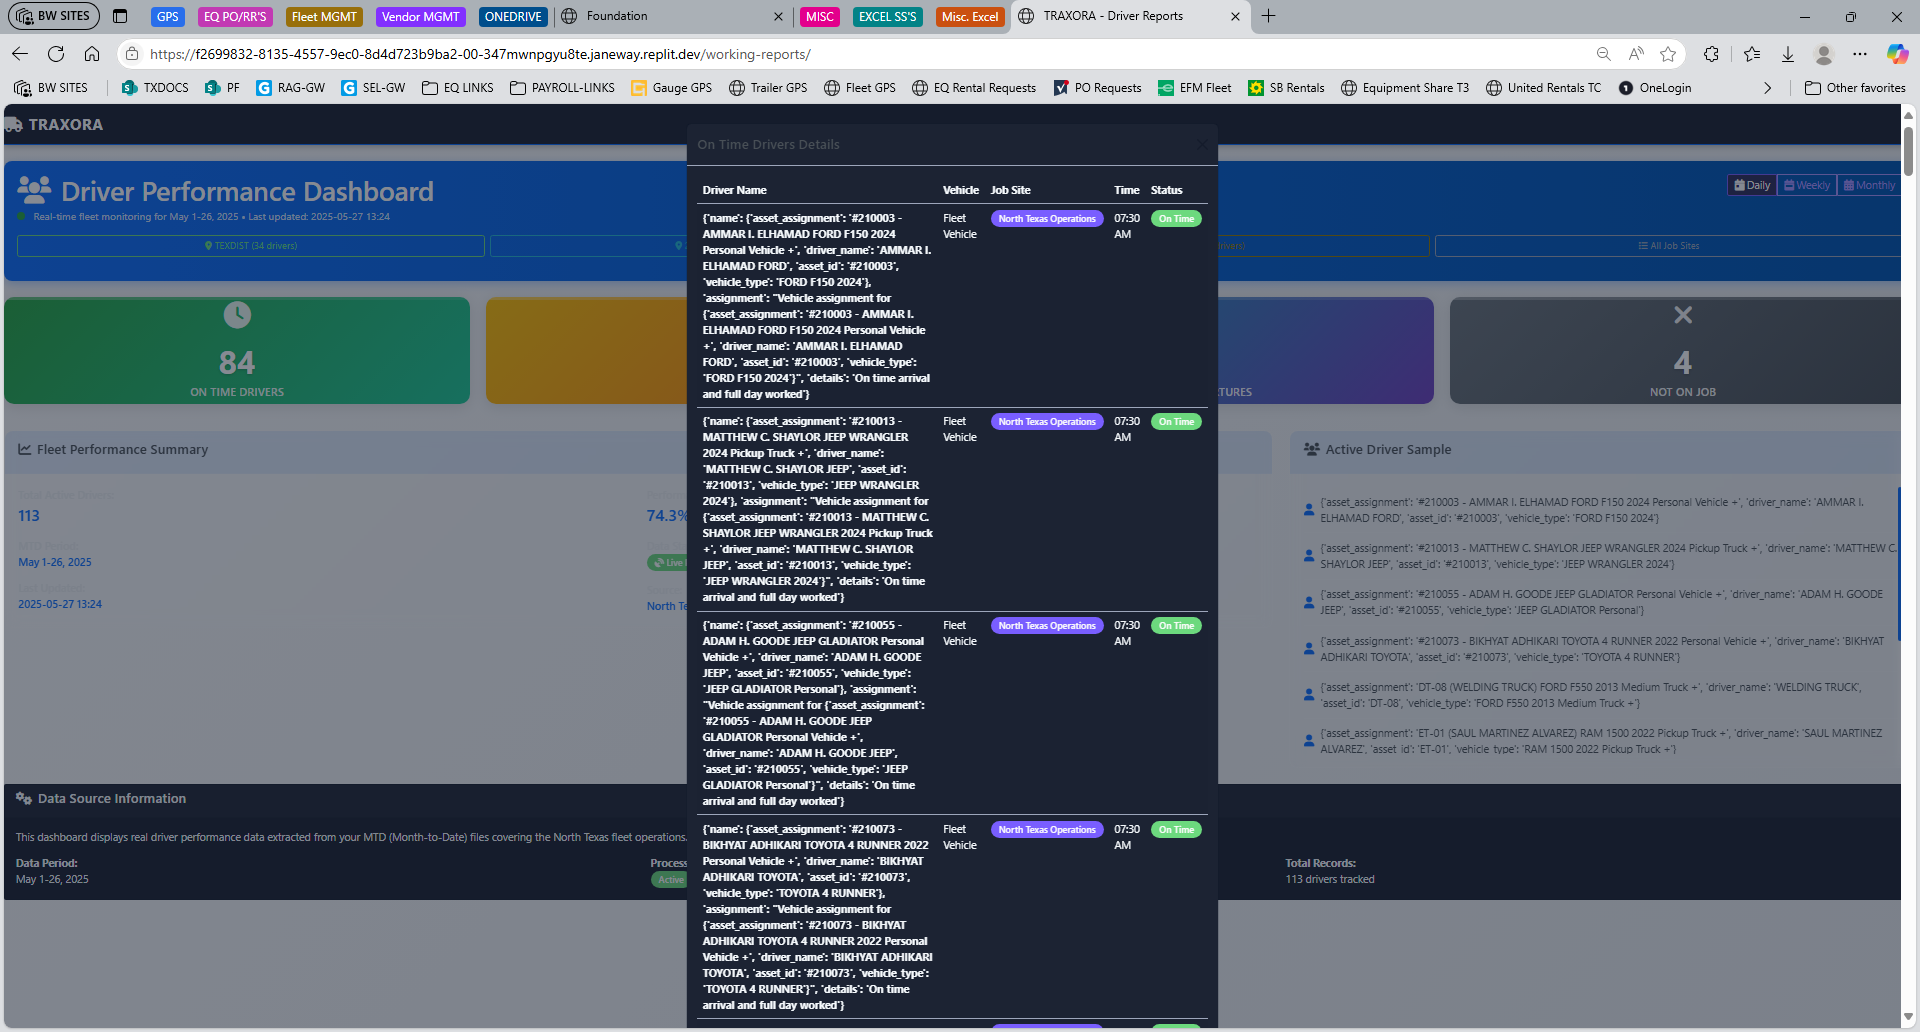 BW SITES
GPS
EQ PO/RR'S
Fleet MGMT
Vendor MGMT
ONEDRIVE
Foundation
MISC
EXCEL SS'S
Misc. Excel
TRAXORA - Driver Reports
https://f2699832-8135-4557-9ec0-8d4d723b9ba2-00-347mwnpgyu8te.janeway.replit.dev/working-reports/
BW SITES
TXDOCS
PF
RAG-GW
SEL-GW
EQ LINKS
PAYROLL-LINKS
Gauge GPS
Trailer GPS
Fleet GPS
EQ Rental Requests
PO Requests
EFM Fleet
SB Rentals
Equipment Share T3
United Rentals TC
OneLogin
Other favorites
TRAXORA
Driver Performance Dashboard
Real-time fleet monitoring for May 1-26, 2025 • Last updated: 2025-05-27 13:24
Daily
Weekly
Monthly
TEXDIST (34 drivers)
All Job Sites
84
ON TIME DRIVERS
4
NOT ON JOB
Fleet Performance Summary
Total Active Drivers
113
74.3%
MTD Period
May 1-26, 2025
Live
Last Updated
2025-05-27 13:24
North Te
Active Driver Sample
{'asset_assignment': '#210003 - AMMAR I. ELHAMAD FORD F150 2024 Personal Vehicle +', 'driver_name': 'AMMAR I.
ELHAMAD FORD', 'asset_id': '#210003', 'vehicle_type': 'FORD F150 2024'}
{'asset_assignment': '#210013 - MATTHEW C. SHAYLOR JEEP WRANGLER 2024 Pickup Truck +', 'driver_name': 'MATTHEW C.
SHAYLOR JEEP', 'asset_id': '#210013', 'vehicle_type': 'JEEP WRANGLER 2024'}
{'asset_assignment': '#210055 - ADAM H. GOODE JEEP GLADIATOR Personal Vehicle +', 'driver_name': 'ADAM H. GOODE
JEEP', 'asset_id': '#210055', 'vehicle_type': 'JEEP GLADIATOR Personal'}
{'asset_assignment': '#210073 - BIKHYAT ADHIKARI TOYOTA 4 RUNNER 2022 Personal Vehicle +', 'driver_name': 'BIKHYAT
ADHIKARI TOYOTA', 'asset_id': '#210073', 'vehicle_type': 'TOYOTA 4 RUNNER'}
{'asset_assignment': 'DT-08 (WELDING TRUCK) FORD F550 2013 Medium Truck +', 'driver_name': 'WELDING TRUCK',
'asset_id': 'DT-08', 'vehicle_type': 'FORD F550 2013 Medium Truck +'}
{'asset_assignment': 'ET-01 (SAUL MARTINEZ ALVAREZ) RAM 1500 2022 Pickup Truck +', 'driver_name': 'SAUL MARTINEZ
ALVAREZ', 'asset_id': 'ET-01', 'vehicle_type': 'RAM 1500 2022 Pickup Truck +'}
Data Source Information
This dashboard displays real driver performance data extracted from your MTD (Month-to-Date) files covering the North Texas fleet operations.
Data Period:
May 1-26, 2025
Process
Active
Total Records:
113 drivers tracked
On Time Drivers Details
Driver Name Vehicle Job Site Time Status
{'name': {'asset_assignment': '#210003 -
AMMAR I. ELHAMAD FORD F150 2024
Personal Vehicle +', 'driver_name': 'AMMAR I.
ELHAMAD FORD', 'asset_id': '#210003',
'vehicle_type': 'FORD F150 2024'},
'assignment': "Vehicle assignment for
{'asset_assignment': '#210003 - AMMAR I.
ELHAMAD FORD F150 2024 Personal Vehicle
+', 'driver_name': 'AMMAR I. ELHAMAD
FORD', 'asset_id': '#210003', 'vehicle_type':
'FORD F150 2024'}", 'details': 'On time arrival
and full day worked'}
Fleet
Vehicle
North Texas Operations
07:30
AM
On Time
{'name': {'asset_assignment': '#210013 -
MATTHEW C. SHAYLOR JEEP WRANGLER
2024 Pickup Truck +', 'driver_name':
'MATTHEW C. SHAYLOR JEEP', 'asset_id':
'#210013', 'vehicle_type': 'JEEP WRANGLER
2024'}, 'assignment': "Vehicle assignment for
{'asset_assignment': '#210013 - MATTHEW C.
SHAYLOR JEEP WRANGLER 2024 Pickup Truck
+', 'driver_name': 'MATTHEW C. SHAYLOR
JEEP', 'asset_id': '#210013', 'vehicle_type':
'JEEP WRANGLER 2024'}", 'details': 'On time
arrival and full day worked'}
Fleet
Vehicle
North Texas Operations
07:30
AM
On Time
{'name': {'asset_assignment': '#210055 -
ADAM H. GOODE JEEP GLADIATOR Personal
Vehicle +', 'driver_name': 'ADAM H. GOODE
JEEP', 'asset_id': '#210055', 'vehicle_type':
'JEEP GLADIATOR Personal'}, 'assignment':
"Vehicle assignment for {'asset_assignment':
'#210055 - ADAM H. GOODE JEEP
GLADIATOR Personal Vehicle +',
'driver_name': 'ADAM H. GOODE JEEP',
'asset_id': '#210055', 'vehicle_type': 'JEEP
GLADIATOR Personal'}", 'details': 'On time
arrival and full day worked'}
Fleet
Vehicle
North Texas Operations
07:30
AM
On Time
{'name': {'asset_assignment': '#210073 -
BIKHYAT ADHIKARI TOYOTA 4 RUNNER 2022
Personal Vehicle +', 'driver_name': 'BIKHYAT
ADHIKARI TOYOTA', 'asset_id': '#210073',
'vehicle_type': 'TOYOTA 4 RUNNER'},
'assignment': "Vehicle assignment for
{'asset_assignment': '#210073 - BIKHYAT
ADHIKARI TOYOTA 4 RUNNER 2022 Personal
Vehicle +', 'driver_name': 'BIKHYAT ADHIKARI
TOYOTA', 'asset_id': '#210073', 'vehicle_type':
'TOYOTA 4 RUNNER'}", 'details': 'On time
arrival and full day worked'}
Fleet
Vehicle
North Texas Operations
07:30
AM
On Time